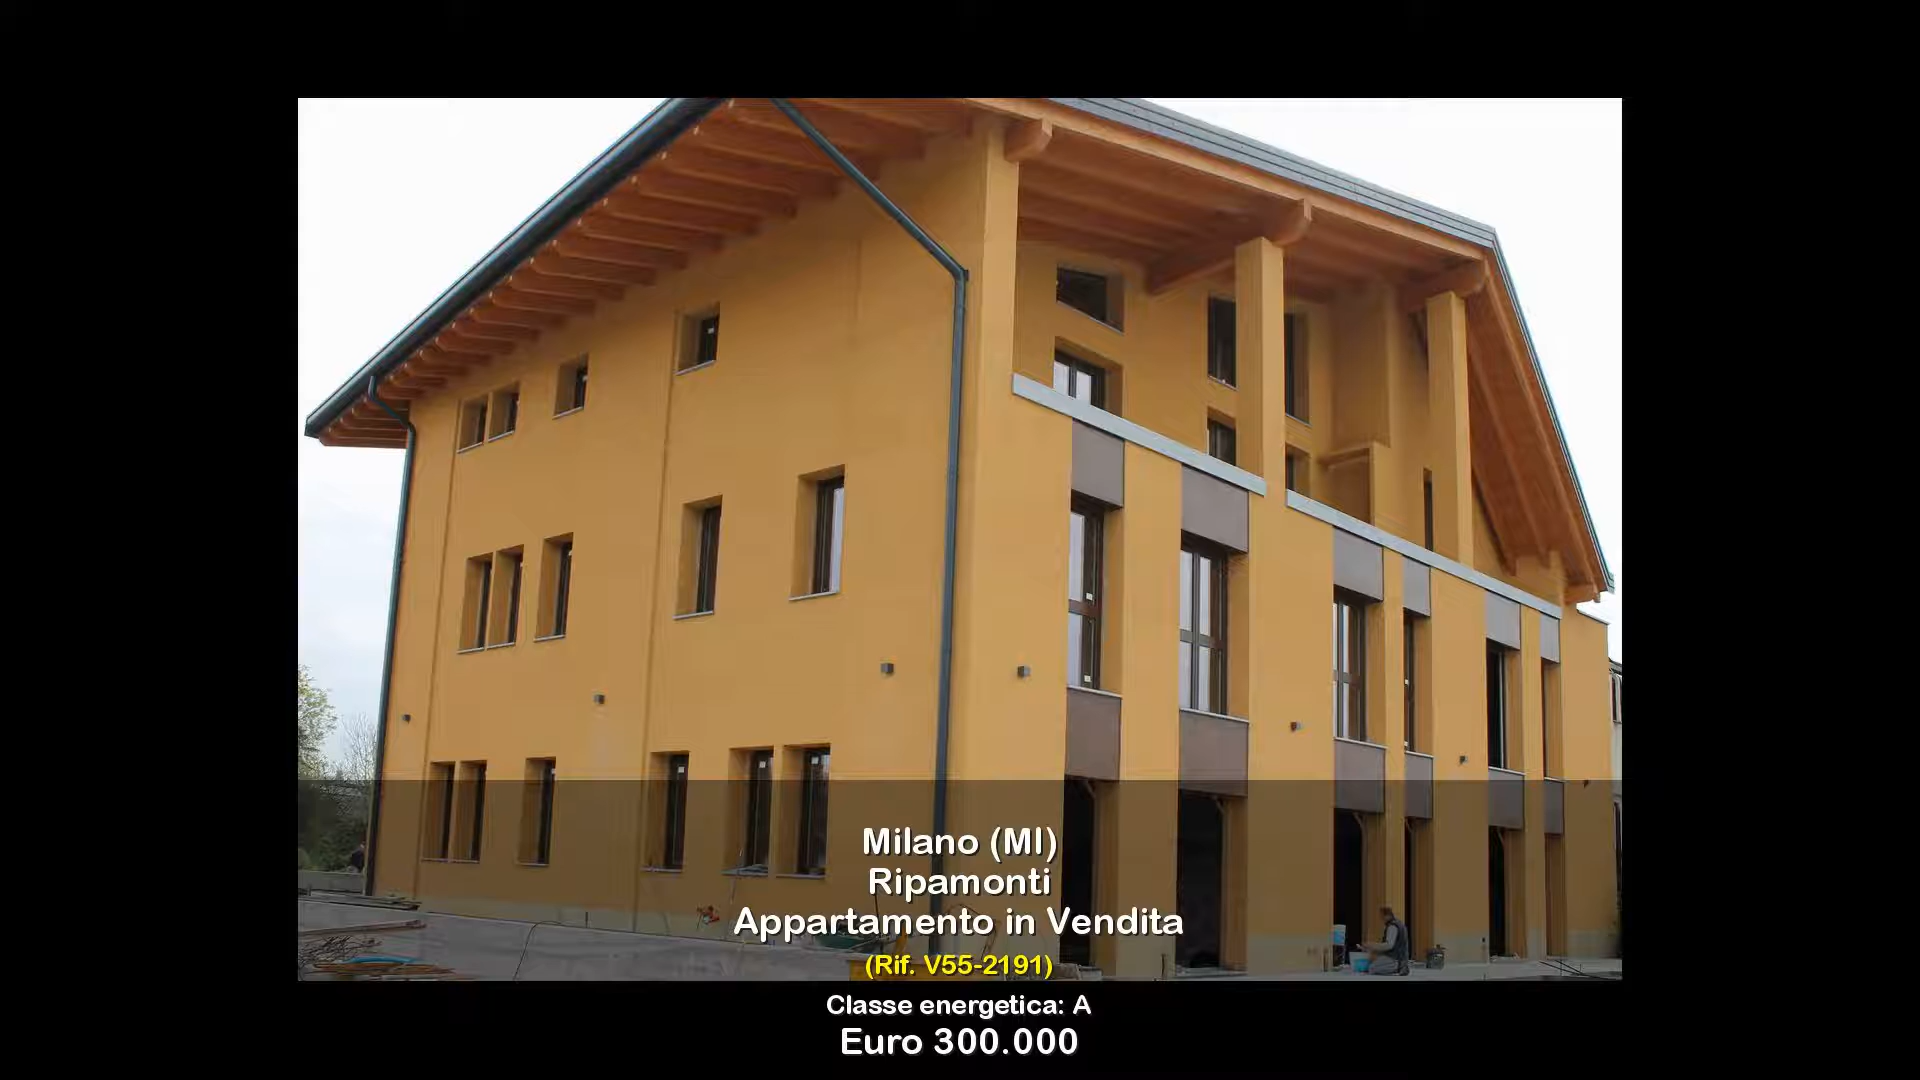 Milano (MI)
Ripamonti
Appartamento in Vendita
(Rif. V55-2191)
Classe energetica: A
Euro 300.000